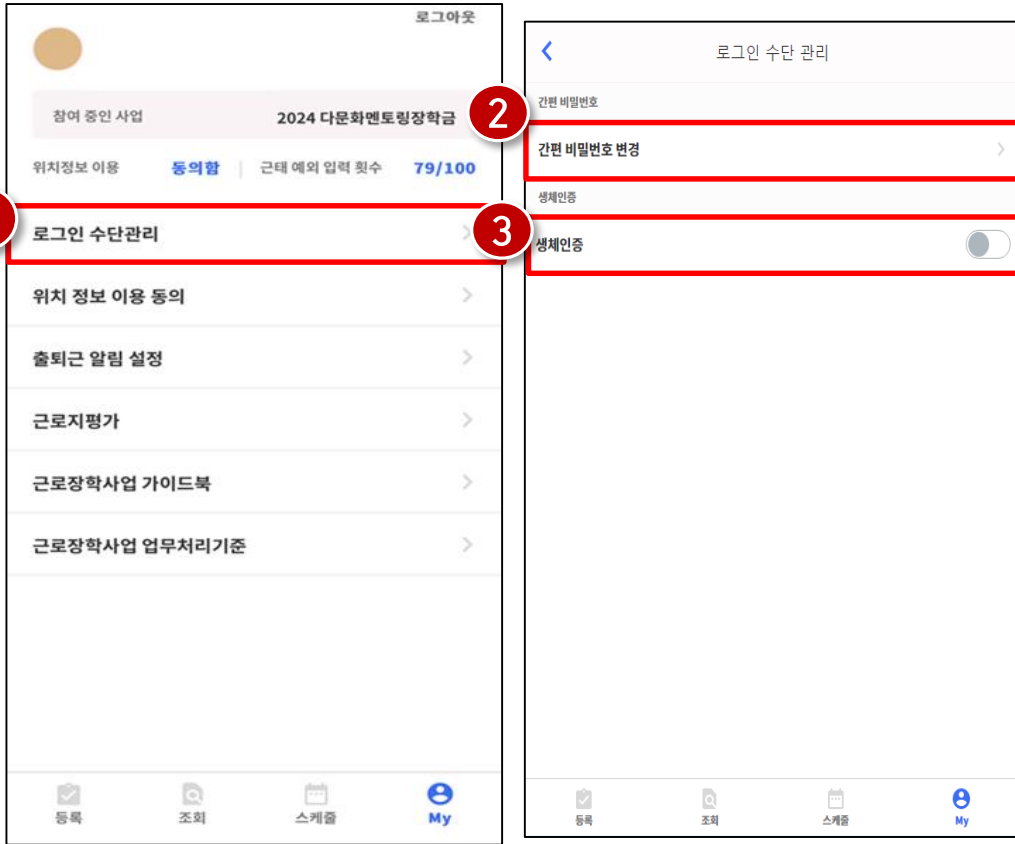 로그아웃
참여 중인 사업 2024 다문화멘토링장학금
위치정보 이용 동의함 근태 예외 입력 횟수 79/100
로그인 수단관리
위치 정보 이용 동의
출퇴근 알림 설정
근로지평가
근로장학사업 가이드북
근로장학사업 업무처리기준
등록 조회 스케줄 My
로그인 수단 관리
간편 비밀번호
2
간편 비밀번호 변경
생체인증
3
생체인증
등록 조회 스케줄 My